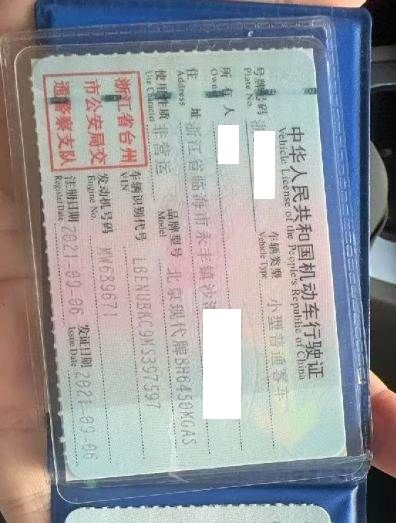 中华人民共和国机动车行驶证
Vehicle License of the People's Republic of China
号牌号码
Plate No.
车辆类型 小型普通客车
Vehicle Type
所有人
Owner
住址 浙江省临海市永丰镇涉
Address
使用性质 非营运
Use Character
品牌型号 北京现代牌BH6450KGAS
Model
浙江省台州
市公安局交
通警察支队
车辆识别代号
VIN
发动机号码
Engine No.
注册日期 2021-09-06
Register Date
发证日期 2021-09-06
Issue Date